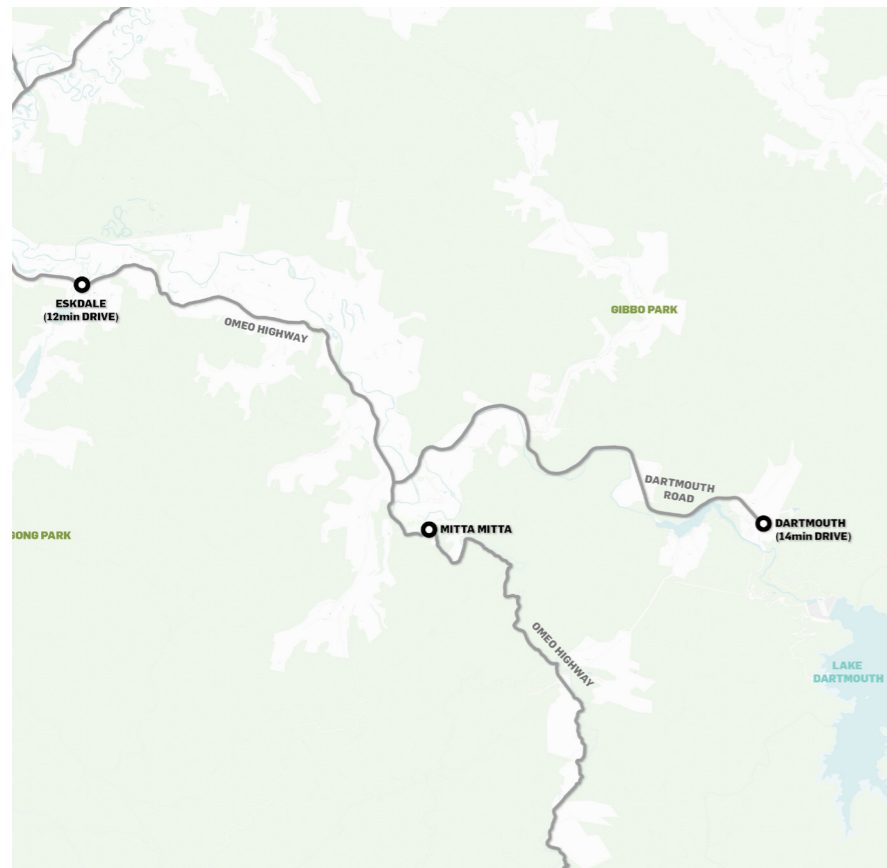 ESKDALE
(12min DRIVE)
OMEO HIGHWAY
GIBBO PARK
DARTMOUTH
ROAD
DARTMOUTH
(14min DRIVE)
MITTA MITTA
GONG PARK
OMEO HIGHWAY
LAKE
DARTMOUTH